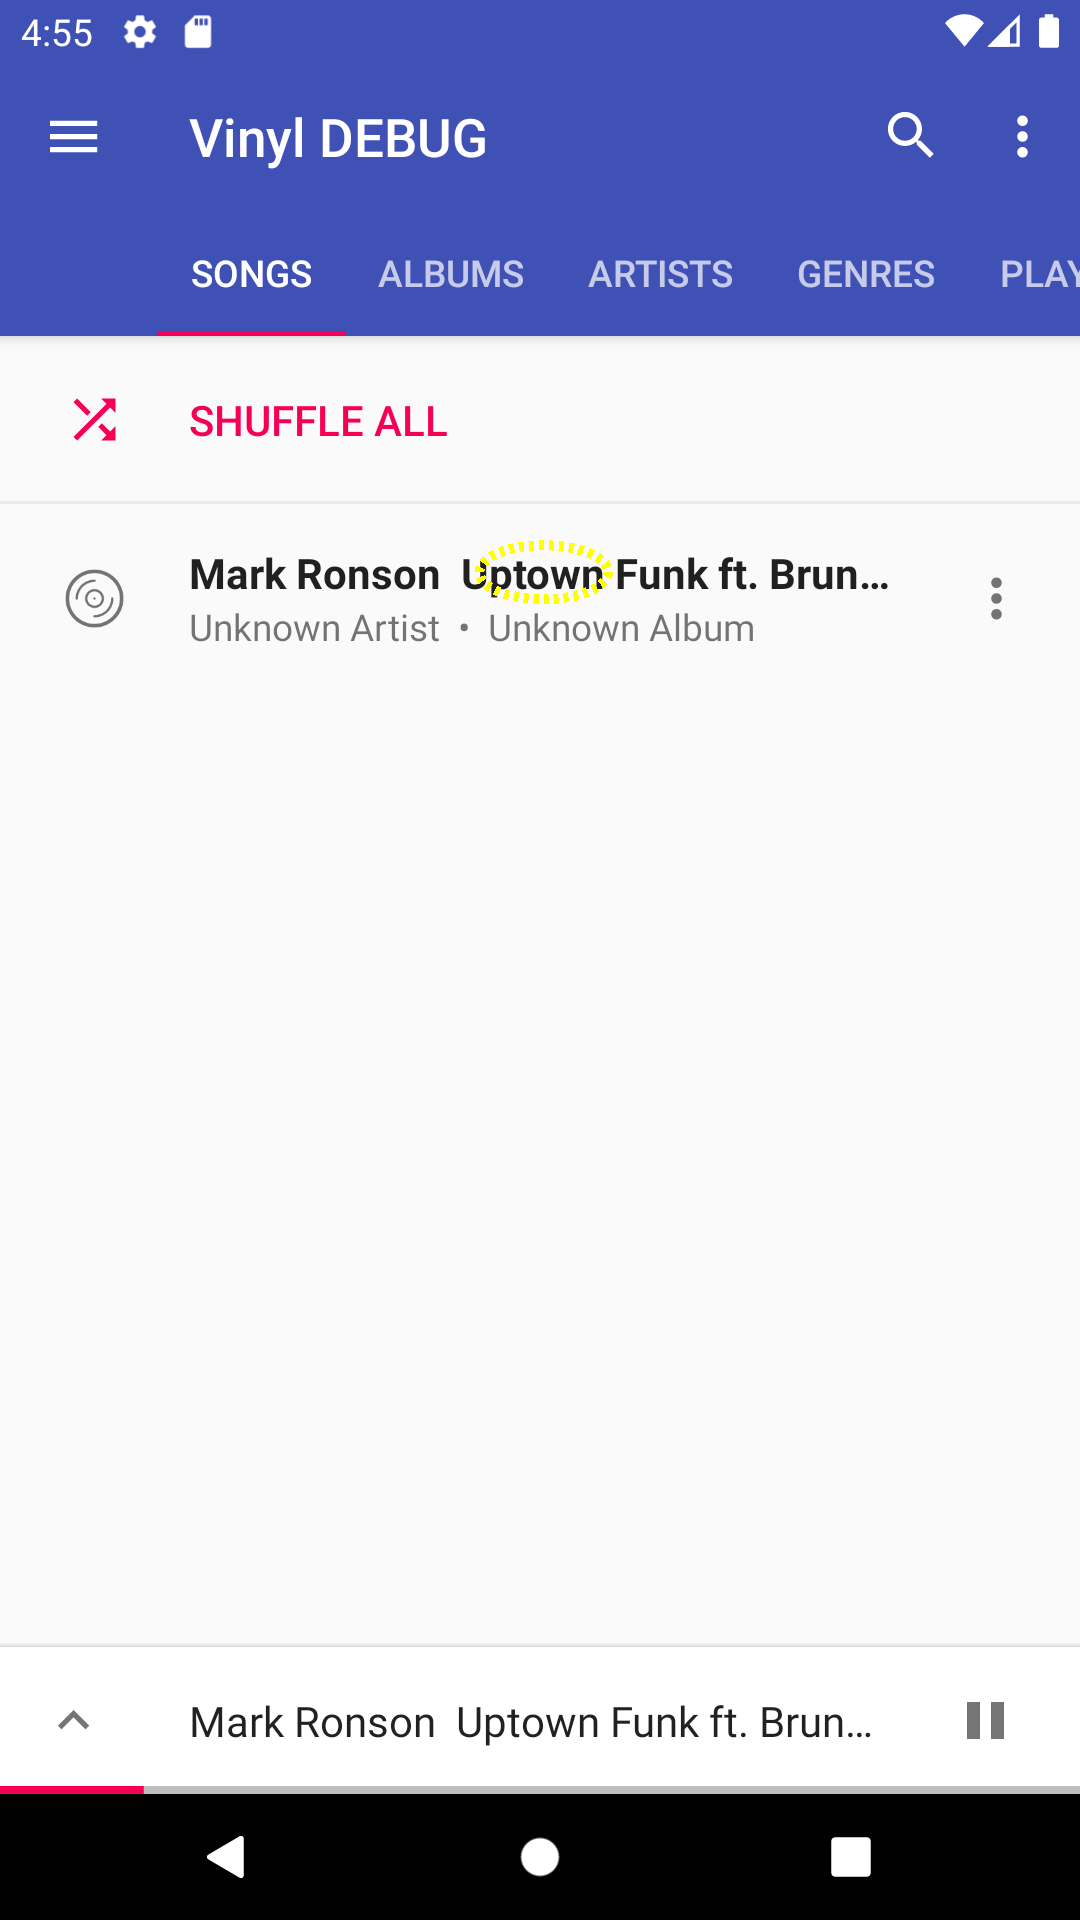 4:55
Vinyl DEBUG
SONGS ALBUMS ARTISTS GENRES PLAY
SHUFFLE ALL
Mark Ronson  Uptown Funk ft. Brun...
Unknown Artist • Unknown Album
Mark Ronson  Uptown Funk ft. Brun...